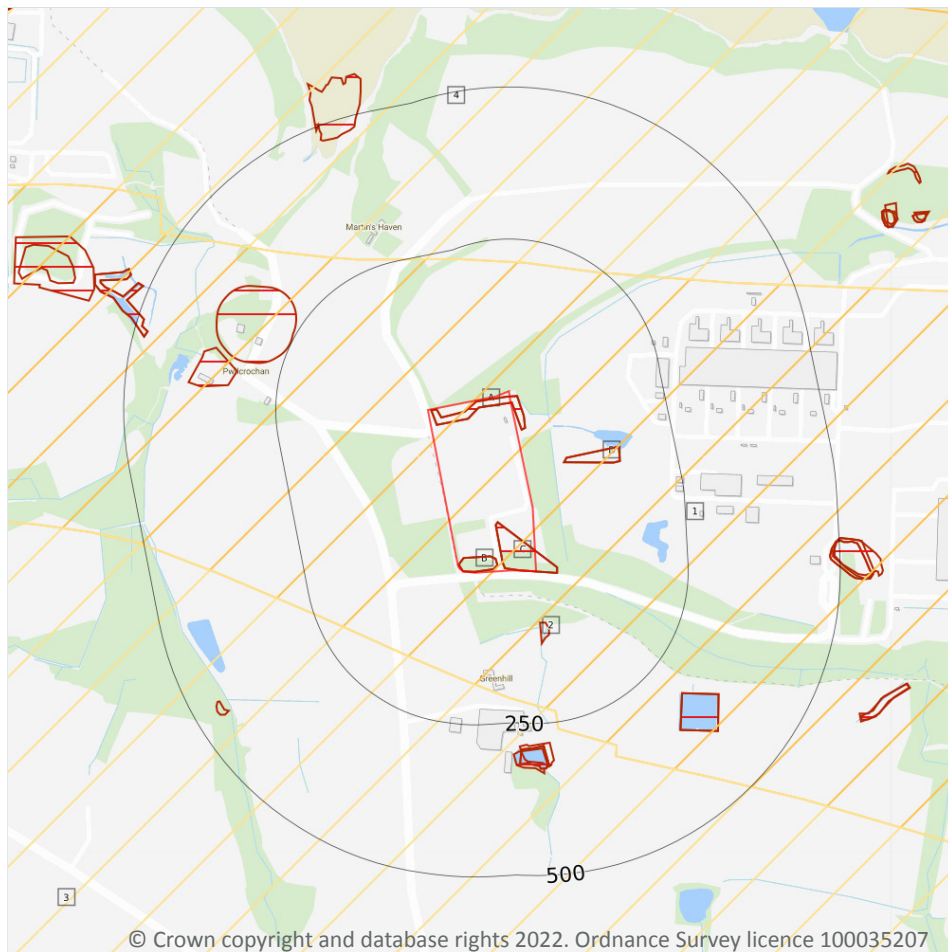 4
Martin's Haven
Pwllcrochan
A
D
1
C
B
2
Greenhill
250
500
3
© Crown copyright and database rights 2022. Ordnance Survey licence 100035207